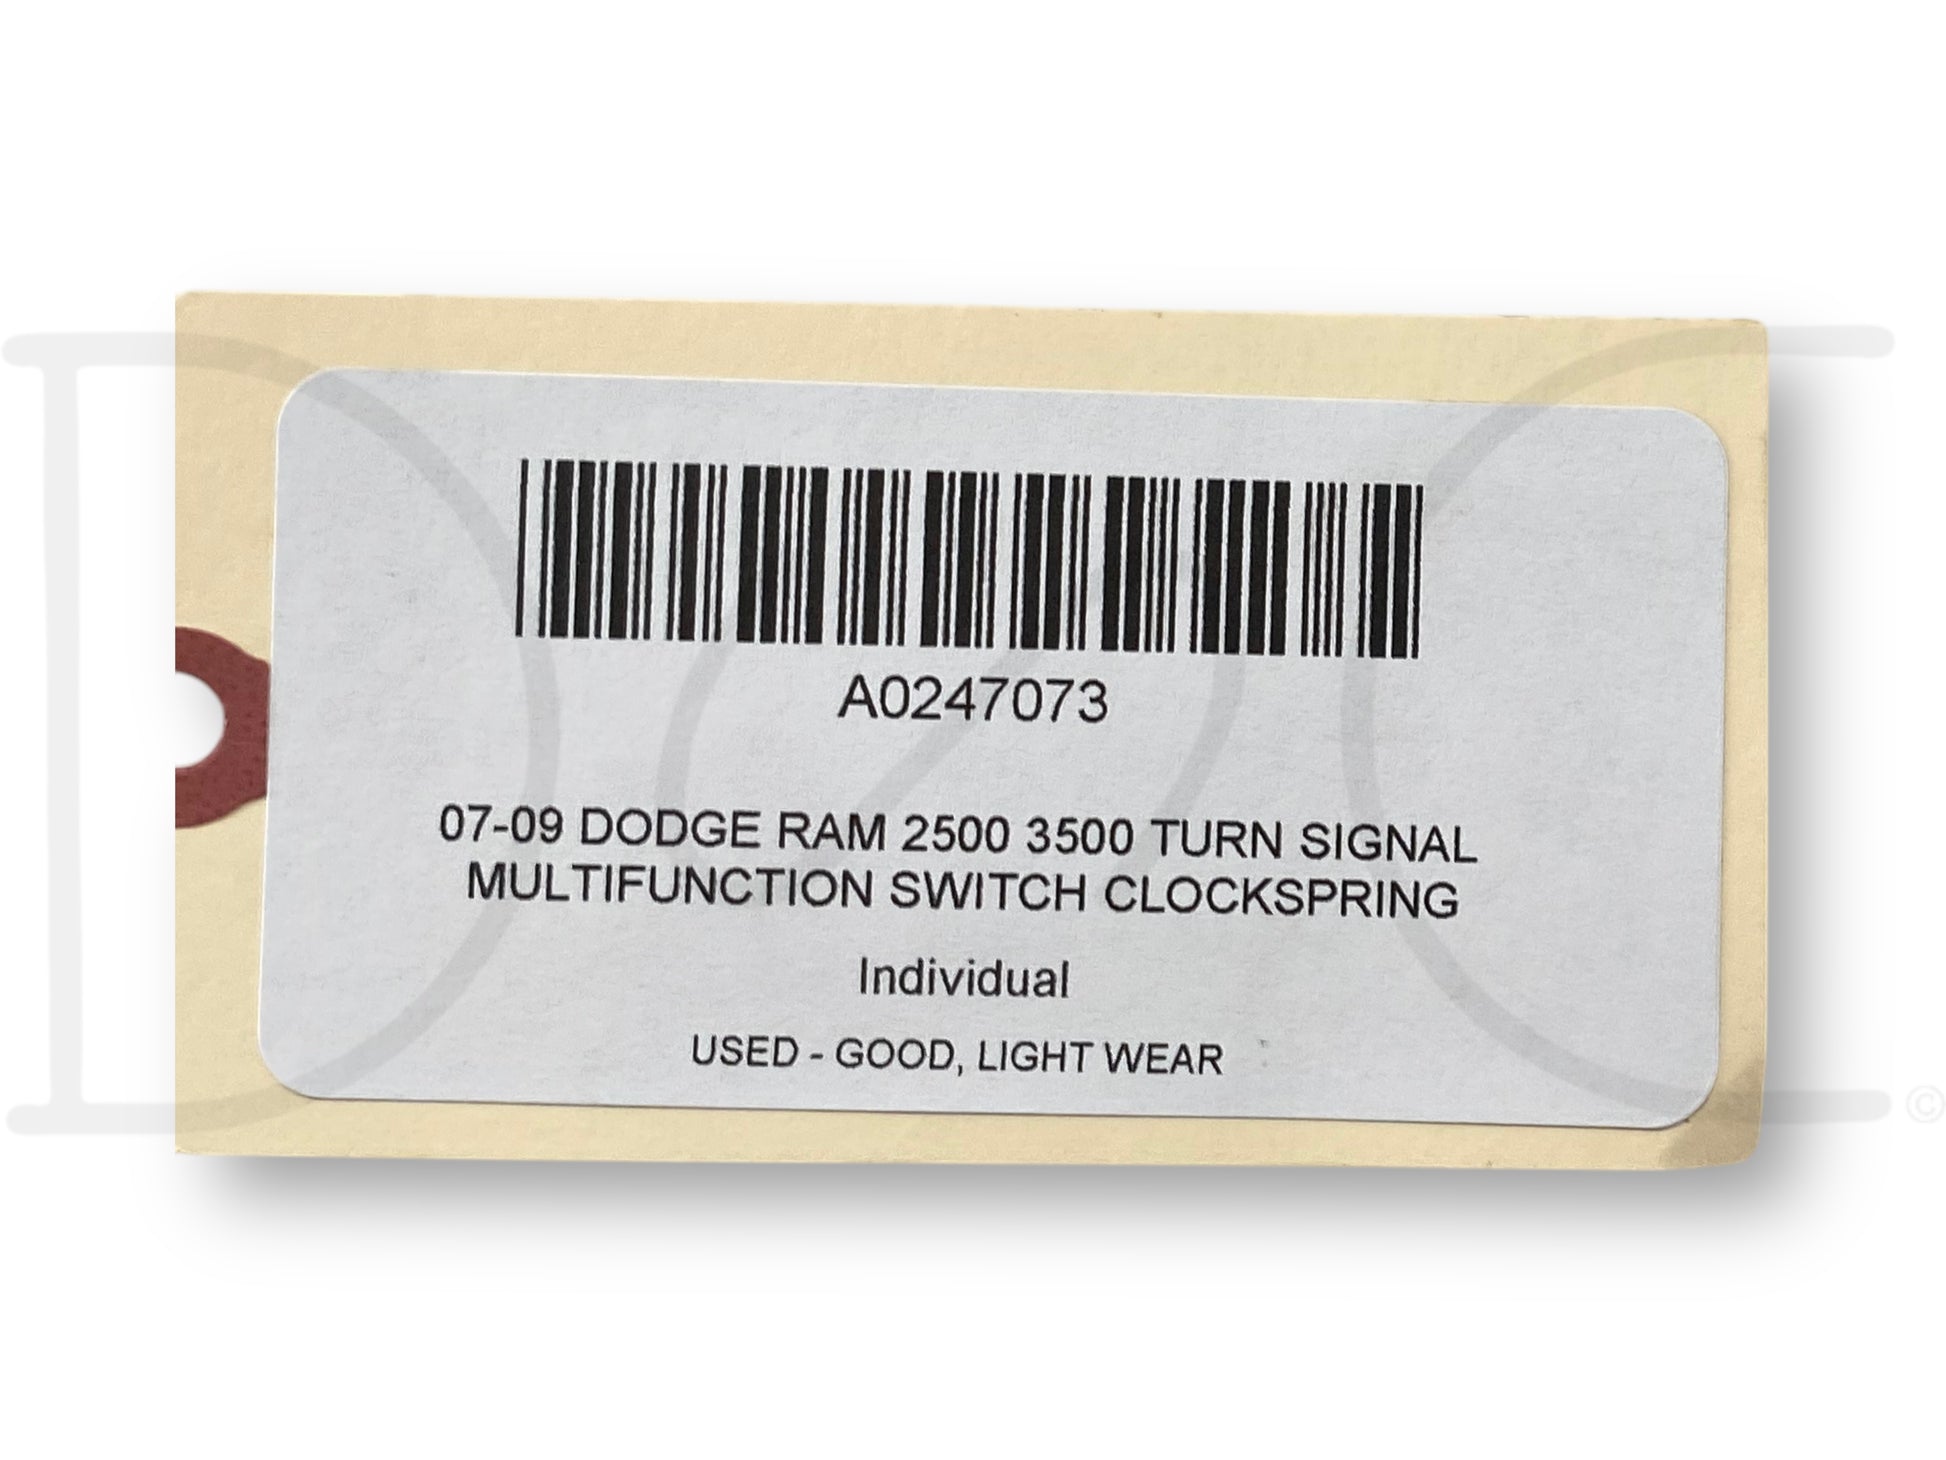 A0247073
07-09 DODGE RAM 2500 3500 TURN SIGNAL
MULTIFUNCTION SWITCH CLOCKSPRING
Individual
USED - GOOD, LIGHT WEAR
©